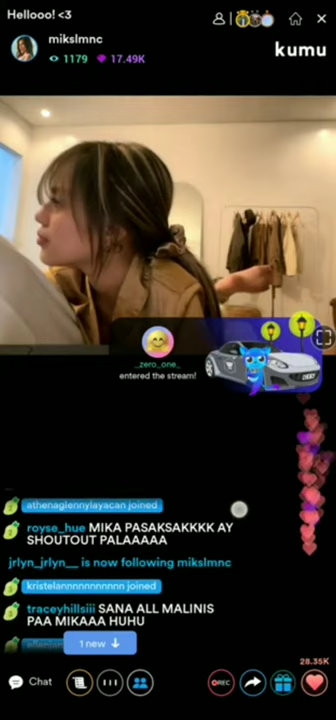 Hellooo! <3
mikslmnc
1179 17.49K
kumu
_zero_one_
entered the stream!
athenaglennylayacan joined
royse_hue MIKA PASAKSAKKKK AY
SHOUTOUT PALAAAAA
jrlyn_jrlyn__ is now following mikslmnc
kristelannnnnnnnnn joined
traceyhillsiii SANA ALL MALINIS
PAA MIKAAA HUHU
1 new
28.35K
Chat
REC